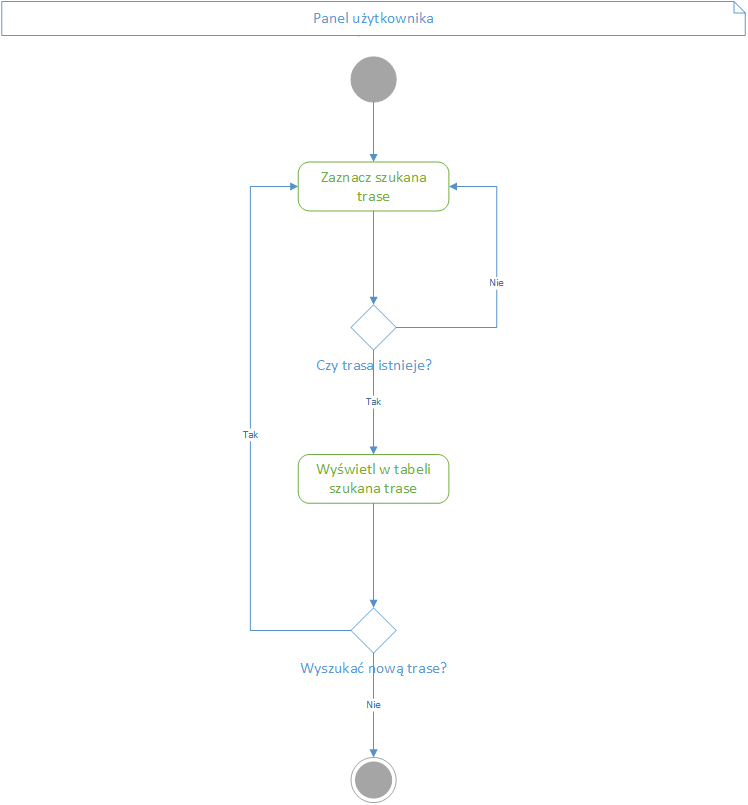 Panel użytkownika
Zaznacz szukana
trase
Nie
Czy trasa istnieje?
Tak
Tak
Wyświetl w tabeli
szukana trase
Wyszukać nową trase?
Nie